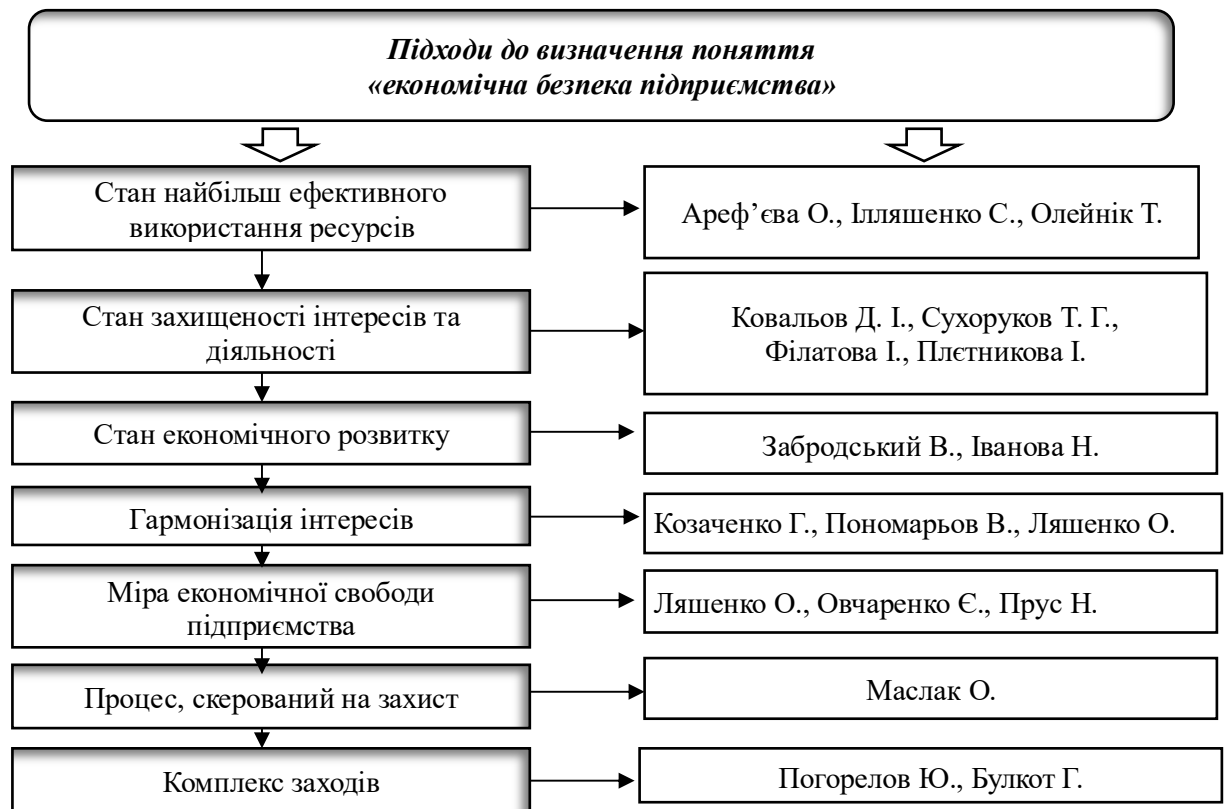 Підходи до визначення поняття
«економічна безпека підприємства»
Стан найбільш ефективного
використання ресурсів
Ареф’єва О., Ілляшенко С., Олейнік Т.
Стан захищеності інтересів та
діяльності
Ковальов Д. І., Сухоруков Т. Г.,
Філатова І., Плєтникова І.
Стан економічного розвитку
Забродський В., Іванова Н.
Гармонізація інтересів
Козаченко Г., Пономарьов В., Ляшенко О.
Міра економічної свободи
підприємства
Ляшенко О., Овчаренко Є., Прус Н.
Процес, скерований на захист
Маслак О.
Комплекс заходів
Погорелов Ю., Булкот Г.